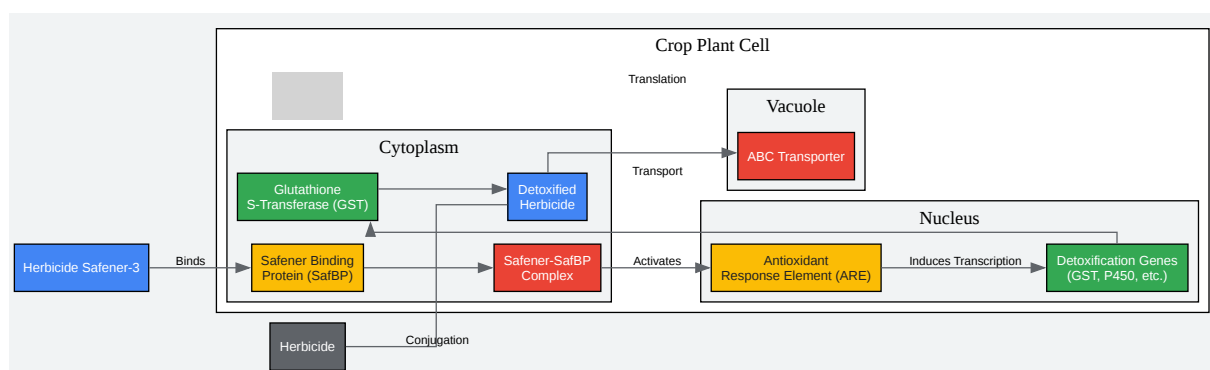 Crop Plant Cell
Translation
Vacuole
ABC Transporter
Cytoplasm
Transport
Glutathione
S-Transferase (GST)
Detoxified
Herbicide
Nucleus
Herbicide Safener-3
Binds
Safener Binding
Protein (SafBP)
Safener-SafBP
Complex
Activates
Antioxidant
Response Element (ARE)
Induces Transcription
Detoxification Genes
(GST, P450, etc.)
Herbicide
Conjugation